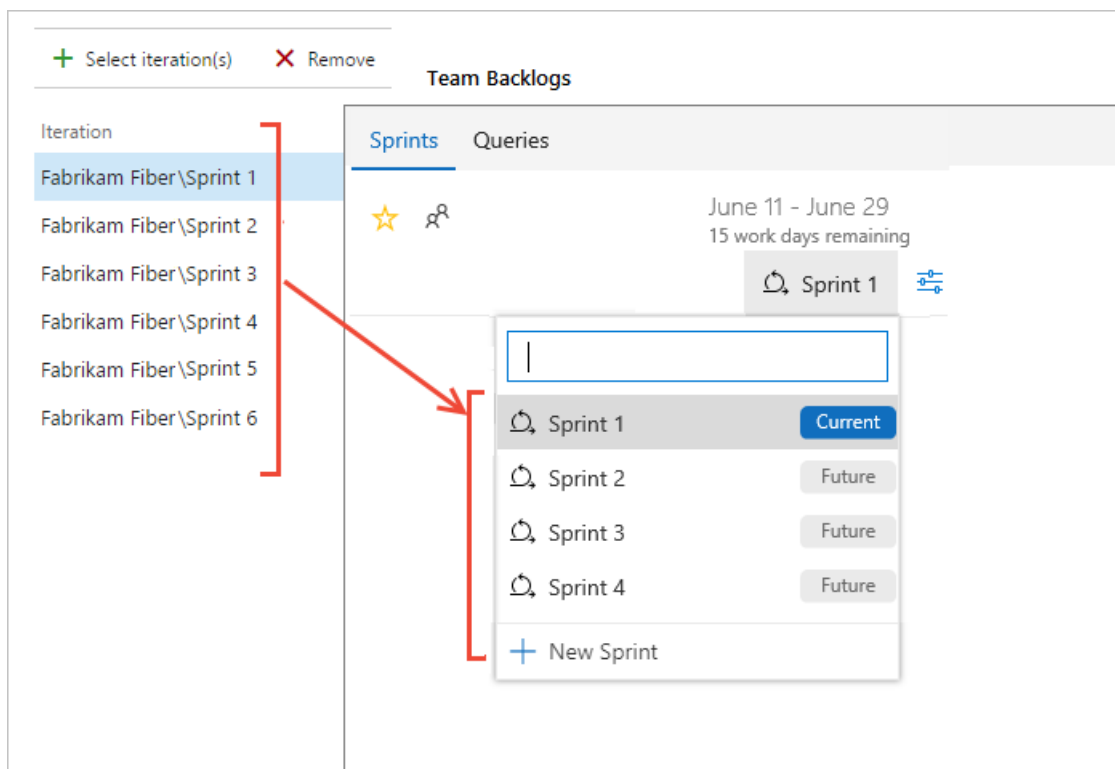 Select iteration(s) Remove
Team Backlogs
Iteration
Fabrikam Fiber\Sprint 1
Fabrikam Fiber\Sprint 2
Fabrikam Fiber\Sprint 3
Fabrikam Fiber\Sprint 4
Fabrikam Fiber\Sprint 5
Fabrikam Fiber\Sprint 6
Sprints Queries
June 11 - June 29
15 work days remaining
Sprint 1
Sprint 1 Current
Sprint 2 Future
Sprint 3 Future
Sprint 4 Future
New Sprint